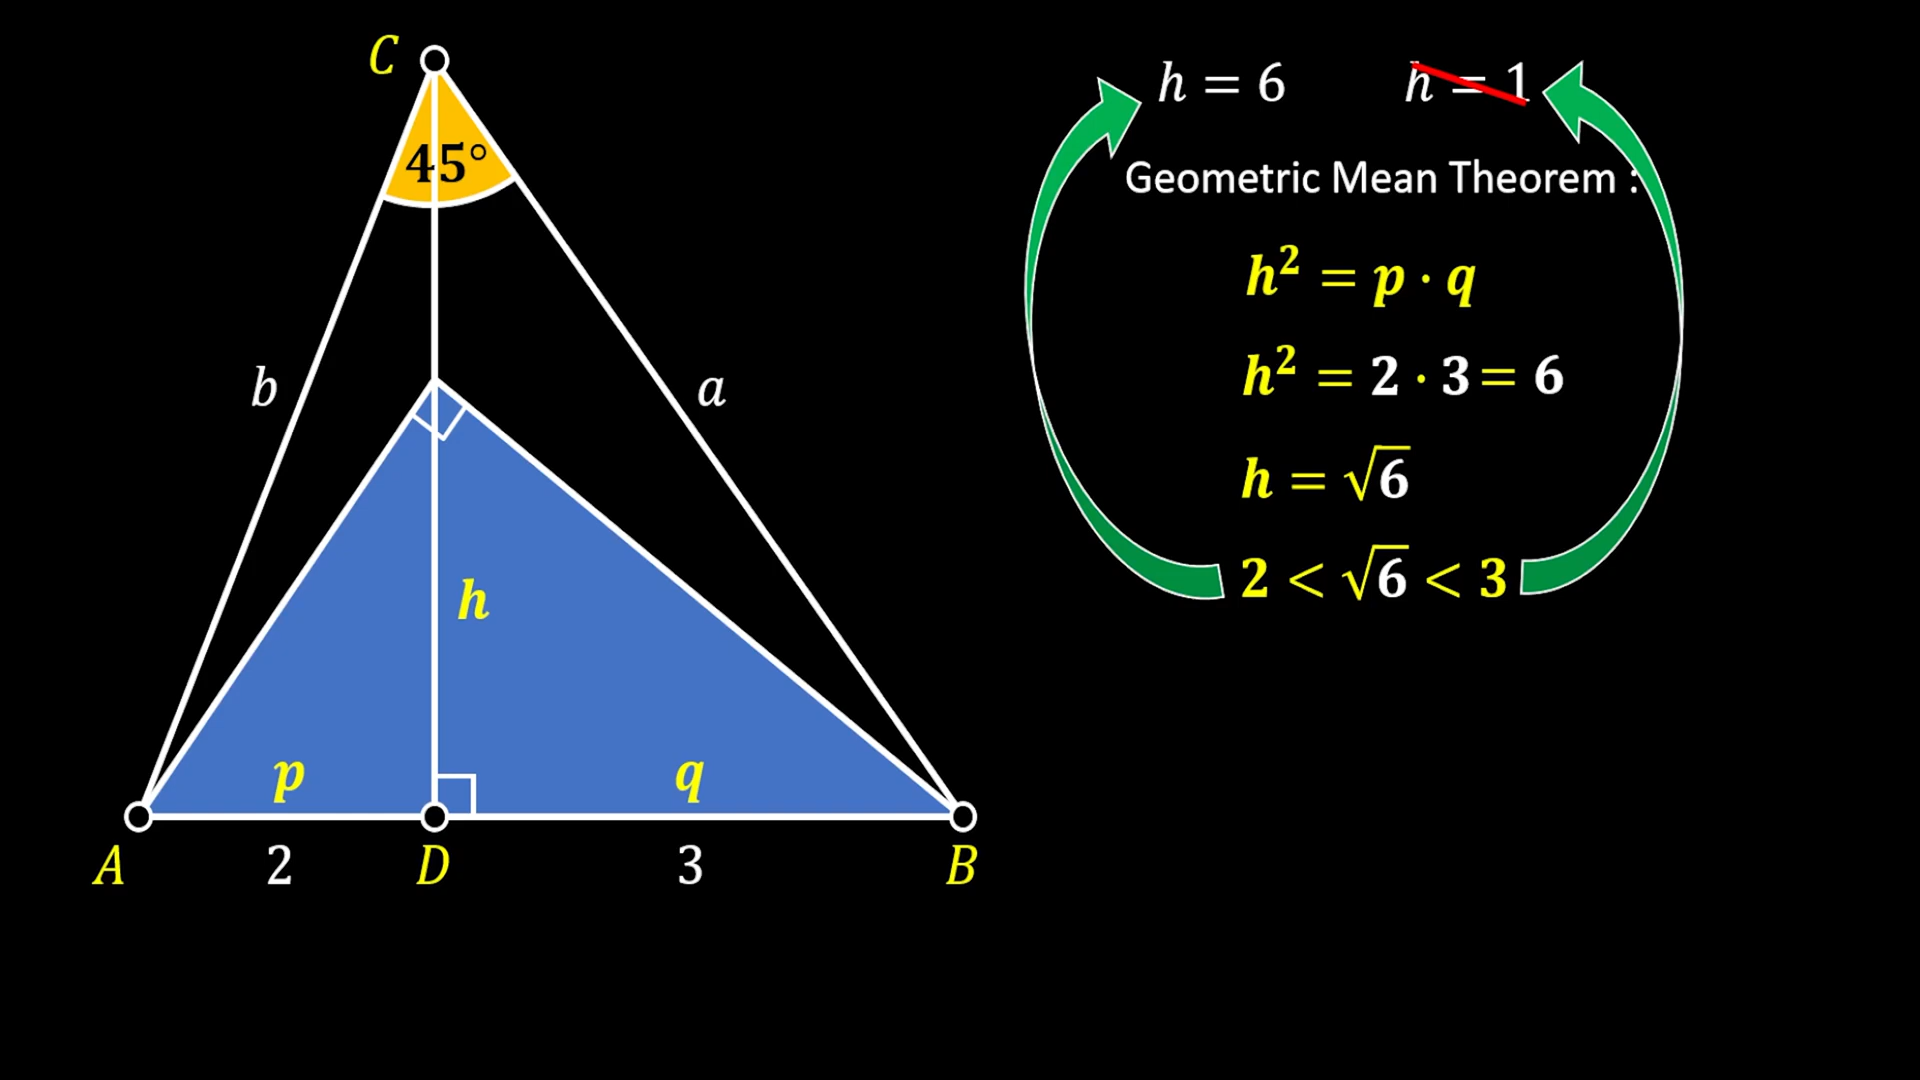 C
45°
b
a
h
p
q
A
2
D
3
B
h = 6
h = 1
Geometric Mean Theorem :
h² = p · q
h² = 2 · 3 = 6
h = √6
2 < √6 < 3